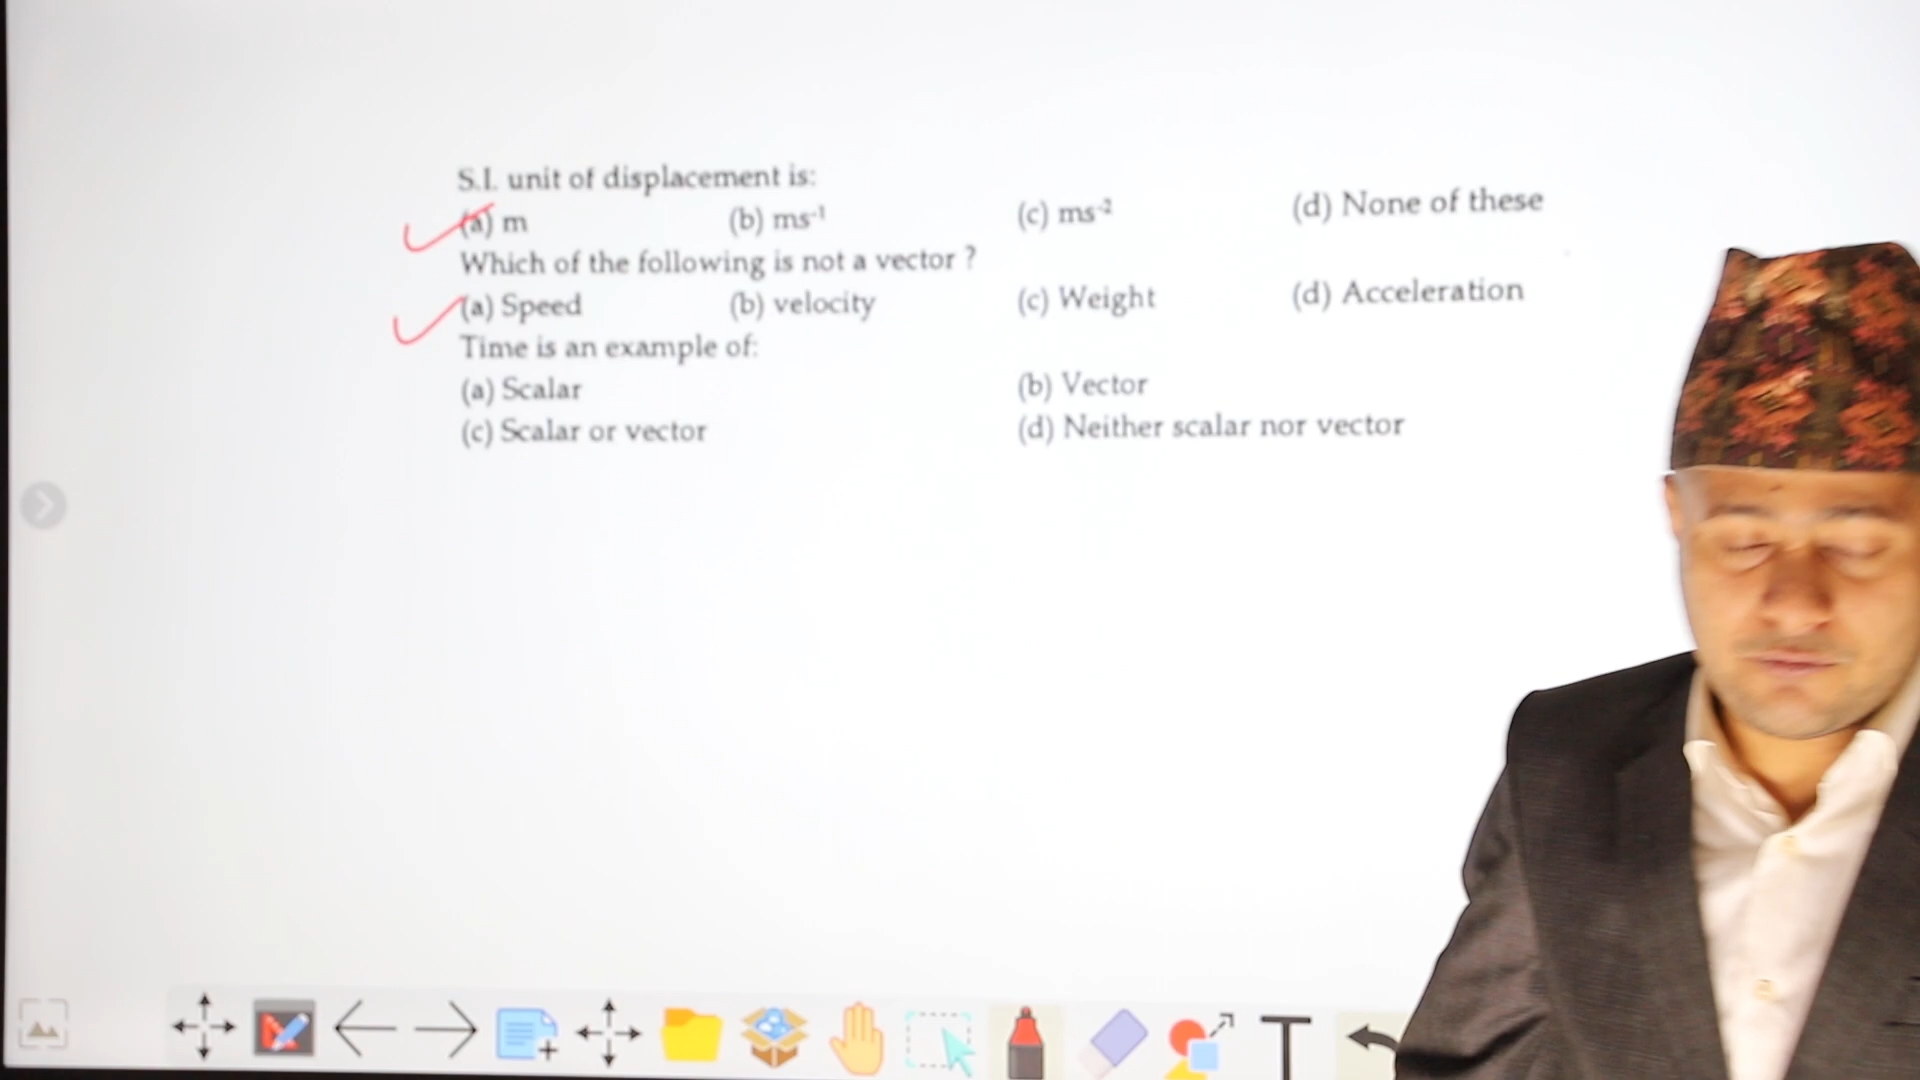 S.I. unit of displacement is:
(a) m (b) ms⁻¹ (c) ms⁻² (d) None of these
Which of the following is not a vector ?
(a) Speed (b) velocity (c) Weight (d) Acceleration
Time is an example of:
(a) Scalar (b) Vector
(c) Scalar or vector (d) Neither scalar nor vector